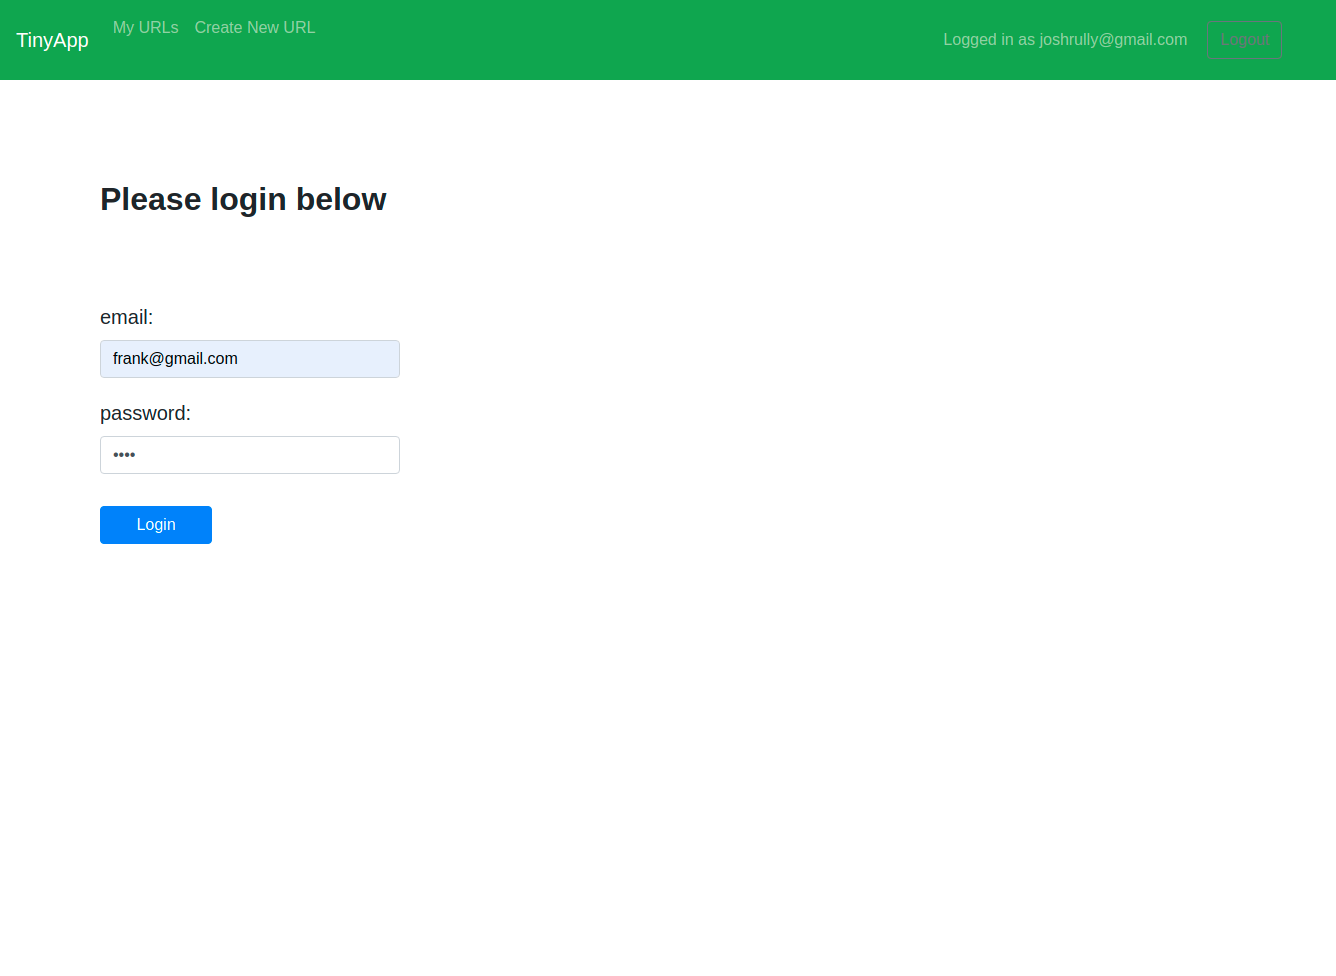 TinyApp My URLs Create New URL Logged in as joshrully@gmail.com Logout
Please login below
email:
frank@gmail.com
password:
••••
Login